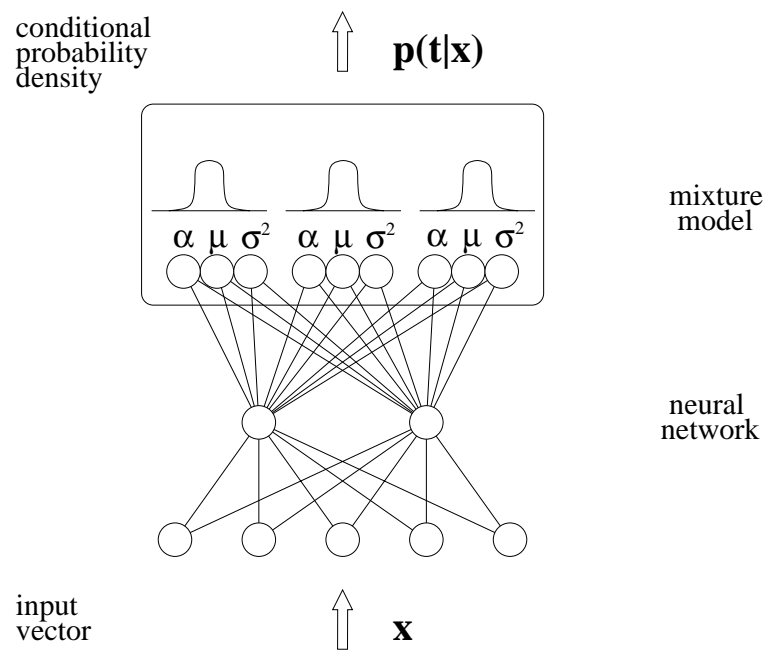 conditional
probability
density
p(t|x)
mixture
model
α μ σ² α μ σ² α μ σ²
neural
network
input
vector
x